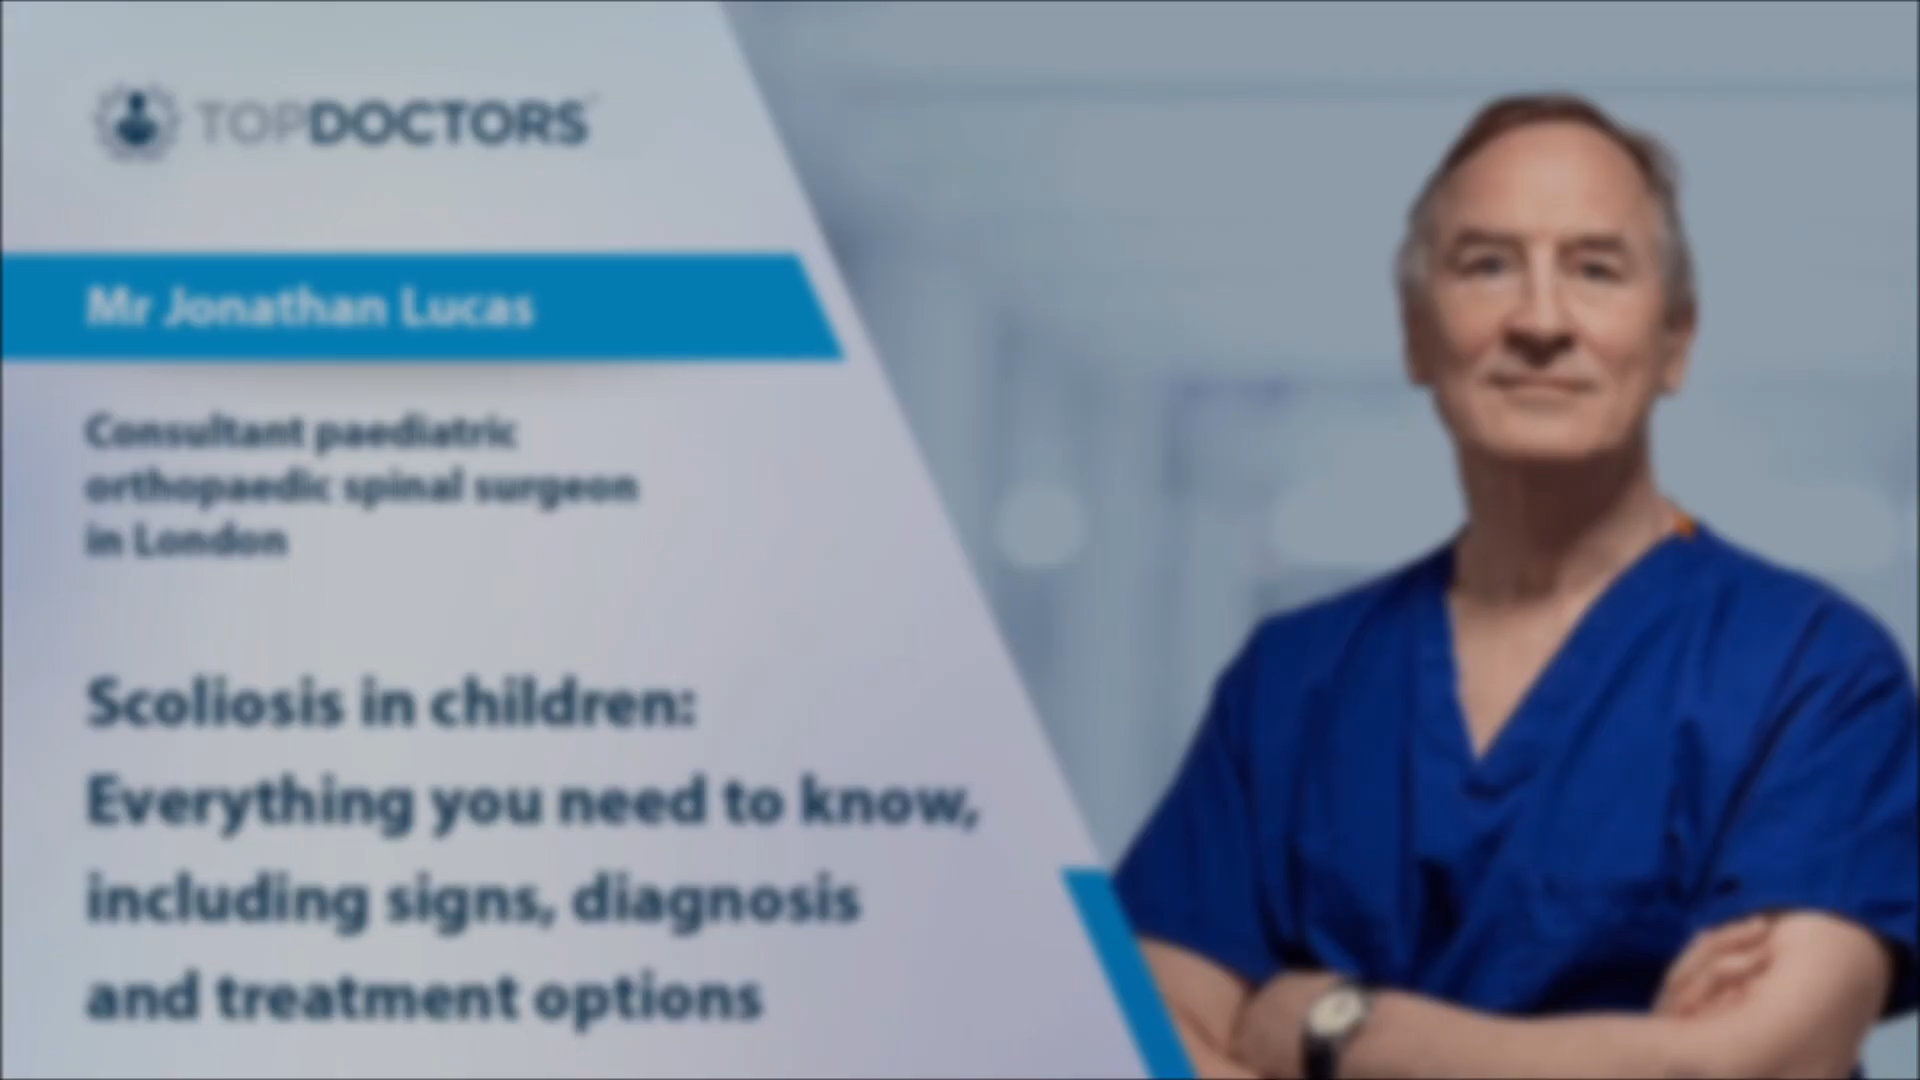 TOPDOCTORS
Mr Jonathan Lucas
Consultant paediatric
orthopaedic spinal surgeon
in London
Scoliosis in children:
Everything you need to know,
including signs, diagnosis
and treatment options